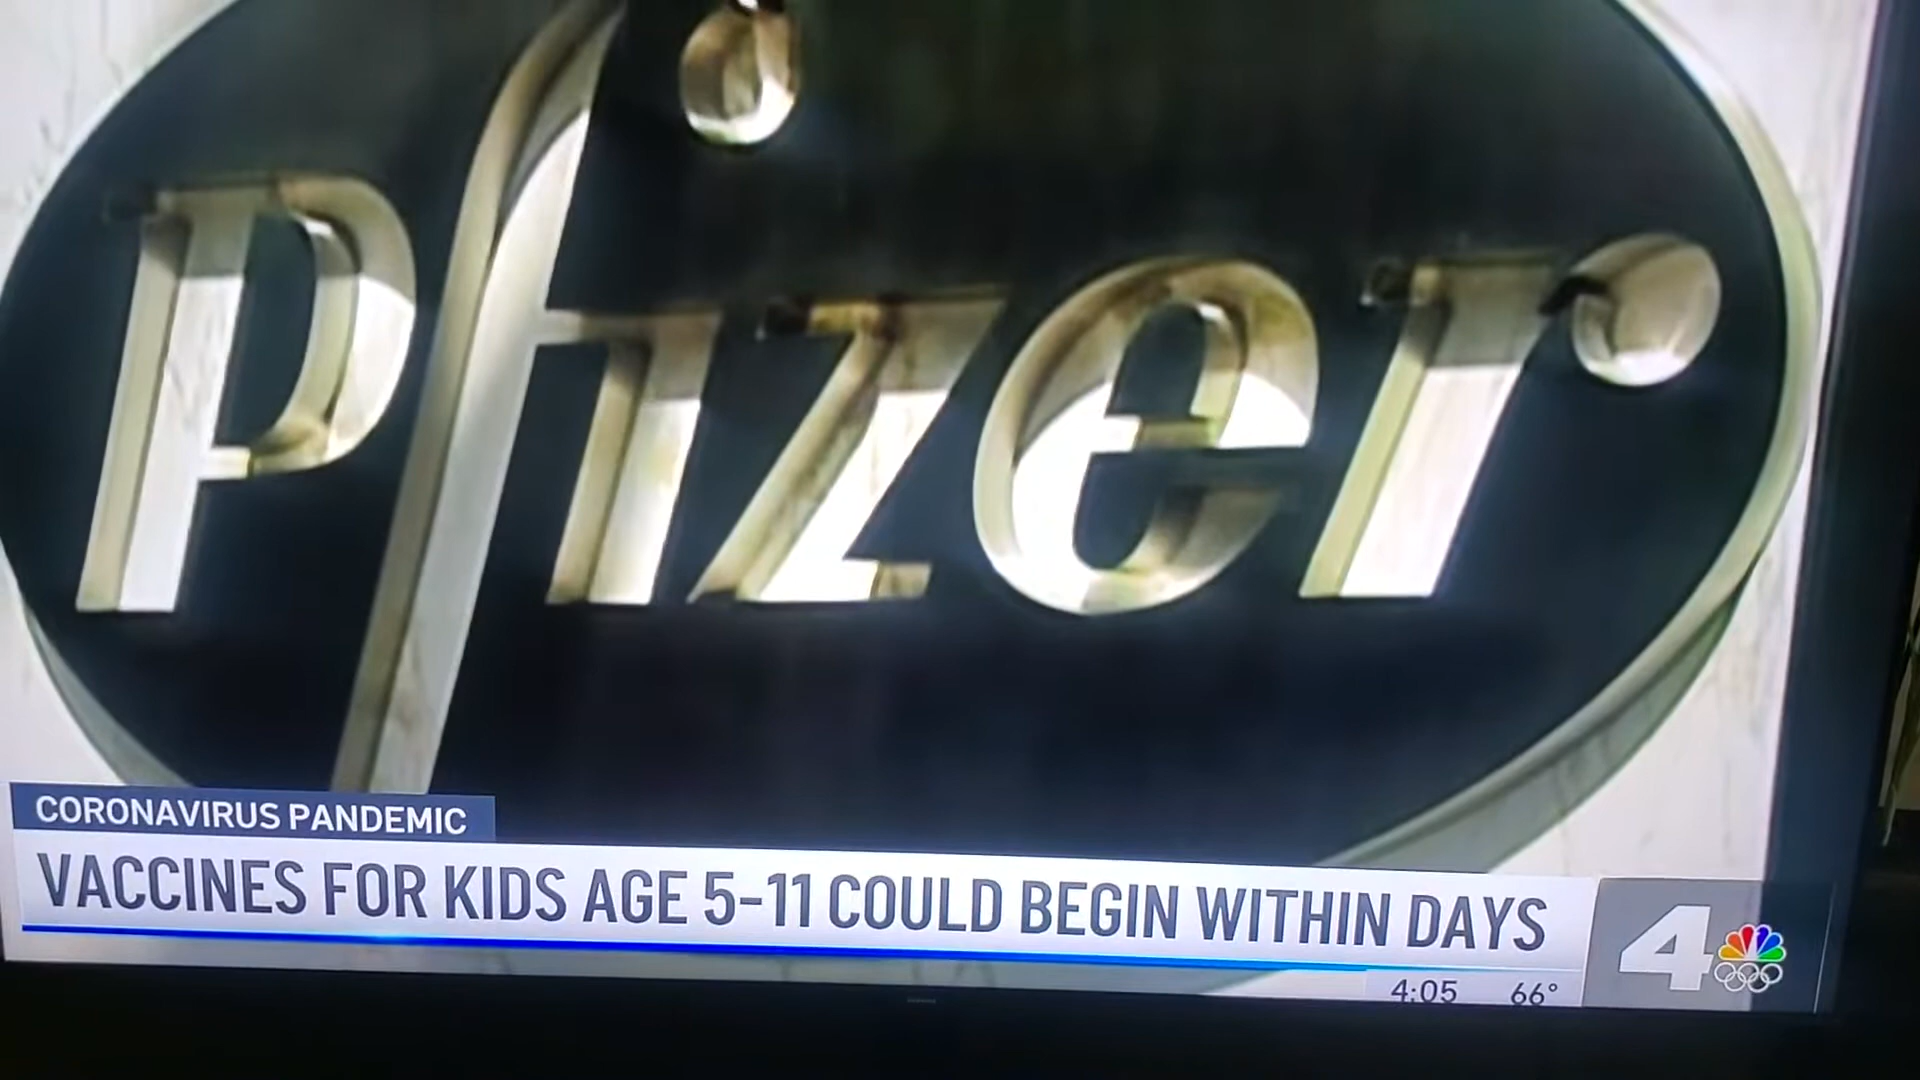 Pfizer
CORONAVIRUS PANDEMIC
VACCINES FOR KIDS AGE 5-11 COULD BEGIN WITHIN DAYS
4
4:05 66°